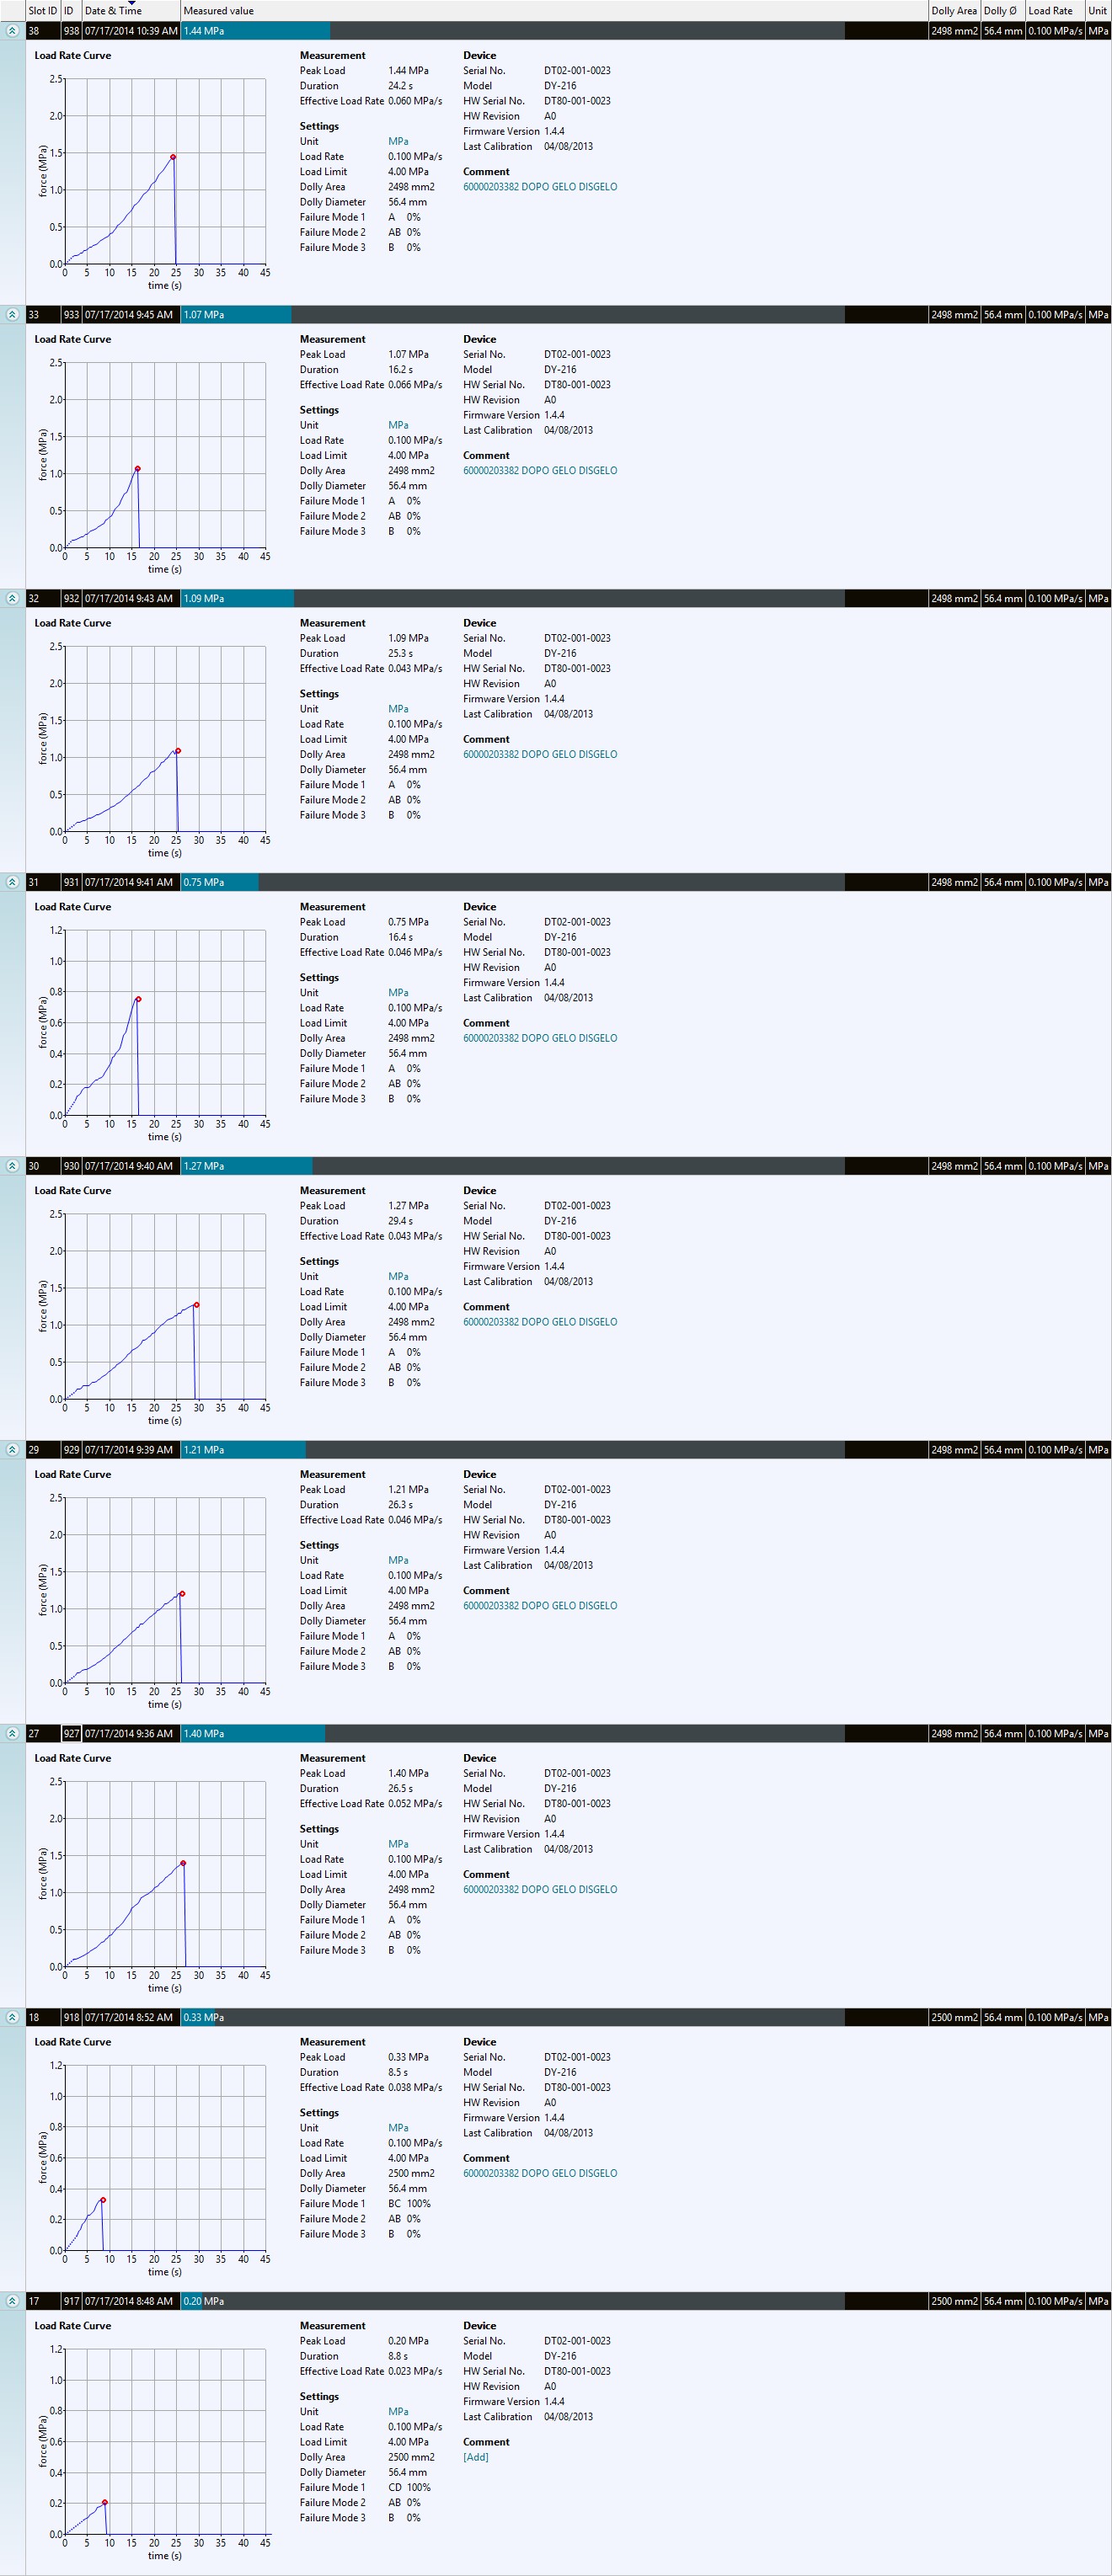 Slot ID ID Date & Time Measured value Dolly Area Dolly Ø Load Rate Unit
38 938 07/17/2014 10:39 AM 1.44 MPa 2498 mm2 56.4 mm 0.100 MPa/s MPa
Load Rate Curve
force (MPa)
2.5
2.0
1.5
1.0
0.5
0.0
0 5 10 15 20 25 30 35 40 45
time (s)
Measurement
Peak Load 1.44 MPa
Duration 24.2 s
Effective Load Rate 0.060 MPa/s
Settings
Unit MPa
Load Rate 0.100 MPa/s
Load Limit 4.00 MPa
Dolly Area 2498 mm2
Dolly Diameter 56.4 mm
Failure Mode 1 A 0%
Failure Mode 2 AB 0%
Failure Mode 3 B 0%
Device
Serial No. DT02-001-0023
Model DY-216
HW Serial No. DT80-001-0023
HW Revision A0
Firmware Version 1.4.4
Last Calibration 04/08/2013
Comment
60000203382 DOPO GELO DISGELO
33 933 07/17/2014 9:45 AM 1.07 MPa 2498 mm2 56.4 mm 0.100 MPa/s MPa
Load Rate Curve
force (MPa)
2.5
2.0
1.5
1.0
0.5
0.0
0 5 10 15 20 25 30 35 40 45
time (s)
Measurement
Peak Load 1.07 MPa
Duration 16.2 s
Effective Load Rate 0.066 MPa/s
Settings
Unit MPa
Load Rate 0.100 MPa/s
Load Limit 4.00 MPa
Dolly Area 2498 mm2
Dolly Diameter 56.4 mm
Failure Mode 1 A 0%
Failure Mode 2 AB 0%
Failure Mode 3 B 0%
Device
Serial No. DT02-001-0023
Model DY-216
HW Serial No. DT80-001-0023
HW Revision A0
Firmware Version 1.4.4
Last Calibration 04/08/2013
Comment
60000203382 DOPO GELO DISGELO
32 932 07/17/2014 9:43 AM 1.09 MPa 2498 mm2 56.4 mm 0.100 MPa/s MPa
Load Rate Curve
force (MPa)
2.5
2.0
1.5
1.0
0.5
0.0
0 5 10 15 20 25 30 35 40 45
time (s)
Measurement
Peak Load 1.09 MPa
Duration 25.3 s
Effective Load Rate 0.043 MPa/s
Settings
Unit MPa
Load Rate 0.100 MPa/s
Load Limit 4.00 MPa
Dolly Area 2498 mm2
Dolly Diameter 56.4 mm
Failure Mode 1 A 0%
Failure Mode 2 AB 0%
Failure Mode 3 B 0%
Device
Serial No. DT02-001-0023
Model DY-216
HW Serial No. DT80-001-0023
HW Revision A0
Firmware Version 1.4.4
Last Calibration 04/08/2013
Comment
60000203382 DOPO GELO DISGELO
31 931 07/17/2014 9:41 AM 0.75 MPa 2498 mm2 56.4 mm 0.100 MPa/s MPa
Load Rate Curve
force (MPa)
1.2
1.0
0.8
0.6
0.4
0.2
0.0
0 5 10 15 20 25 30 35 40 45
time (s)
Measurement
Peak Load 0.75 MPa
Duration 16.4 s
Effective Load Rate 0.046 MPa/s
Settings
Unit MPa
Load Rate 0.100 MPa/s
Load Limit 4.00 MPa
Dolly Area 2498 mm2
Dolly Diameter 56.4 mm
Failure Mode 1 A 0%
Failure Mode 2 AB 0%
Failure Mode 3 B 0%
Device
Serial No. DT02-001-0023
Model DY-216
HW Serial No. DT80-001-0023
HW Revision A0
Firmware Version 1.4.4
Last Calibration 04/08/2013
Comment
60000203382 DOPO GELO DISGELO
30 930 07/17/2014 9:40 AM 1.27 MPa 2498 mm2 56.4 mm 0.100 MPa/s MPa
Load Rate Curve
force (MPa)
2.5
2.0
1.5
1.0
0.5
0.0
0 5 10 15 20 25 30 35 40 45
time (s)
Measurement
Peak Load 1.27 MPa
Duration 29.4 s
Effective Load Rate 0.043 MPa/s
Settings
Unit MPa
Load Rate 0.100 MPa/s
Load Limit 4.00 MPa
Dolly Area 2498 mm2
Dolly Diameter 56.4 mm
Failure Mode 1 A 0%
Failure Mode 2 AB 0%
Failure Mode 3 B 0%
Device
Serial No. DT02-001-0023
Model DY-216
HW Serial No. DT80-001-0023
HW Revision A0
Firmware Version 1.4.4
Last Calibration 04/08/2013
Comment
60000203382 DOPO GELO DISGELO
29 929 07/17/2014 9:39 AM 1.21 MPa 2498 mm2 56.4 mm 0.100 MPa/s MPa
Load Rate Curve
force (MPa)
2.5
2.0
1.5
1.0
0.5
0.0
0 5 10 15 20 25 30 35 40 45
time (s)
Measurement
Peak Load 1.21 MPa
Duration 26.3 s
Effective Load Rate 0.046 MPa/s
Settings
Unit MPa
Load Rate 0.100 MPa/s
Load Limit 4.00 MPa
Dolly Area 2498 mm2
Dolly Diameter 56.4 mm
Failure Mode 1 A 0%
Failure Mode 2 AB 0%
Failure Mode 3 B 0%
Device
Serial No. DT02-001-0023
Model DY-216
HW Serial No. DT80-001-0023
HW Revision A0
Firmware Version 1.4.4
Last Calibration 04/08/2013
Comment
60000203382 DOPO GELO DISGELO
27 927 07/17/2014 9:36 AM 1.40 MPa 2498 mm2 56.4 mm 0.100 MPa/s MPa
Load Rate Curve
force (MPa)
2.5
2.0
1.5
1.0
0.5
0.0
0 5 10 15 20 25 30 35 40 45
time (s)
Measurement
Peak Load 1.40 MPa
Duration 26.5 s
Effective Load Rate 0.052 MPa/s
Settings
Unit MPa
Load Rate 0.100 MPa/s
Load Limit 4.00 MPa
Dolly Area 2498 mm2
Dolly Diameter 56.4 mm
Failure Mode 1 A 0%
Failure Mode 2 AB 0%
Failure Mode 3 B 0%
Device
Serial No. DT02-001-0023
Model DY-216
HW Serial No. DT80-001-0023
HW Revision A0
Firmware Version 1.4.4
Last Calibration 04/08/2013
Comment
60000203382 DOPO GELO DISGELO
18 918 07/17/2014 8:52 AM 0.33 MPa 2500 mm2 56.4 mm 0.100 MPa/s MPa
Load Rate Curve
force (MPa)
1.2
1.0
0.8
0.6
0.4
0.2
0.0
0 5 10 15 20 25 30 35 40 45
time (s)
Measurement
Peak Load 0.33 MPa
Duration 8.5 s
Effective Load Rate 0.038 MPa/s
Settings
Unit MPa
Load Rate 0.100 MPa/s
Load Limit 4.00 MPa
Dolly Area 2500 mm2
Dolly Diameter 56.4 mm
Failure Mode 1 BC 100%
Failure Mode 2 AB 0%
Failure Mode 3 B 0%
Device
Serial No. DT02-001-0023
Model DY-216
HW Serial No. DT80-001-0023
HW Revision A0
Firmware Version 1.4.4
Last Calibration 04/08/2013
Comment
60000203382 DOPO GELO DISGELO
17 917 07/17/2014 8:48 AM 0.20 MPa 2500 mm2 56.4 mm 0.100 MPa/s MPa
Load Rate Curve
force (MPa)
1.2
1.0
0.8
0.6
0.4
0.2
0.0
0 5 10 15 20 25 30 35 40 45
time (s)
Measurement
Peak Load 0.20 MPa
Duration 8.8 s
Effective Load Rate 0.023 MPa/s
Settings
Unit MPa
Load Rate 0.100 MPa/s
Load Limit 4.00 MPa
Dolly Area 2500 mm2
Dolly Diameter 56.4 mm
Failure Mode 1 CD 100%
Failure Mode 2 AB 0%
Failure Mode 3 B 0%
Device
Serial No. DT02-001-0023
Model DY-216
HW Serial No. DT80-001-0023
HW Revision A0
Firmware Version 1.4.4
Last Calibration 04/08/2013
Comment
[Add]